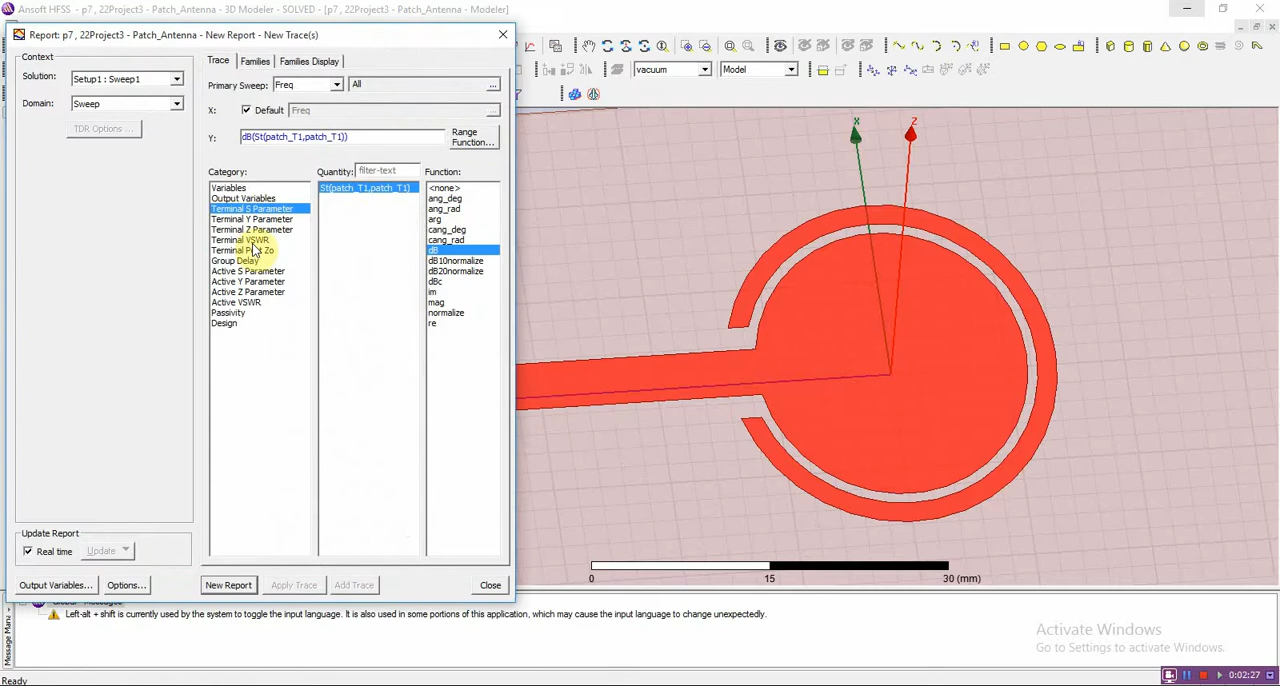 Ansoft HFSS - p7 , 22Project3 - Patch_Antenna - 3D Modeler - SOLVED - [p7 , 22Project3 - Patch_Antenna - Modeler]
Report: p7 , 22Project3 - Patch_Antenna - New Report - New Trace(s)
Context
Solution:
Setup1 : Sweep1
Domain:
Sweep
TDR Options ...
Trace
Families
Families Display
Primary Sweep:
Freq
All
...
X:
Default
Freq
...
Y:
dB(St(patch_T1,patch_T1))
Range
Function...
Category:
Quantity:
filter-text
Function:
Variables
Output Variables
Terminal S Parameter
Terminal Y Parameter
Terminal Z Parameter
Terminal VSWR
Terminal Port Zo
Group Delay
Active S Parameter
Active Y Parameter
Active Z Parameter
Active VSWR
Passivity
Design
St(patch_T1,patch_T1)
<none>
ang_deg
ang_rad
arg
cang_deg
cang_rad
dB
dB10normalize
dB20normalize
dBc
im
mag
normalize
re
Update Report
Real time
Update
Output Variables...
Options...
New Report
Apply Trace
Add Trace
Close
vacuum
Model
X
Z
0
15
30 (mm)
Left-alt + shift is currently used by the system to toggle the input language. It is also used in some portions of this application, which may cause the input language to change unexpectedly.
Activate Windows
Go to Settings to activate Windows.
Ready
0:02:27